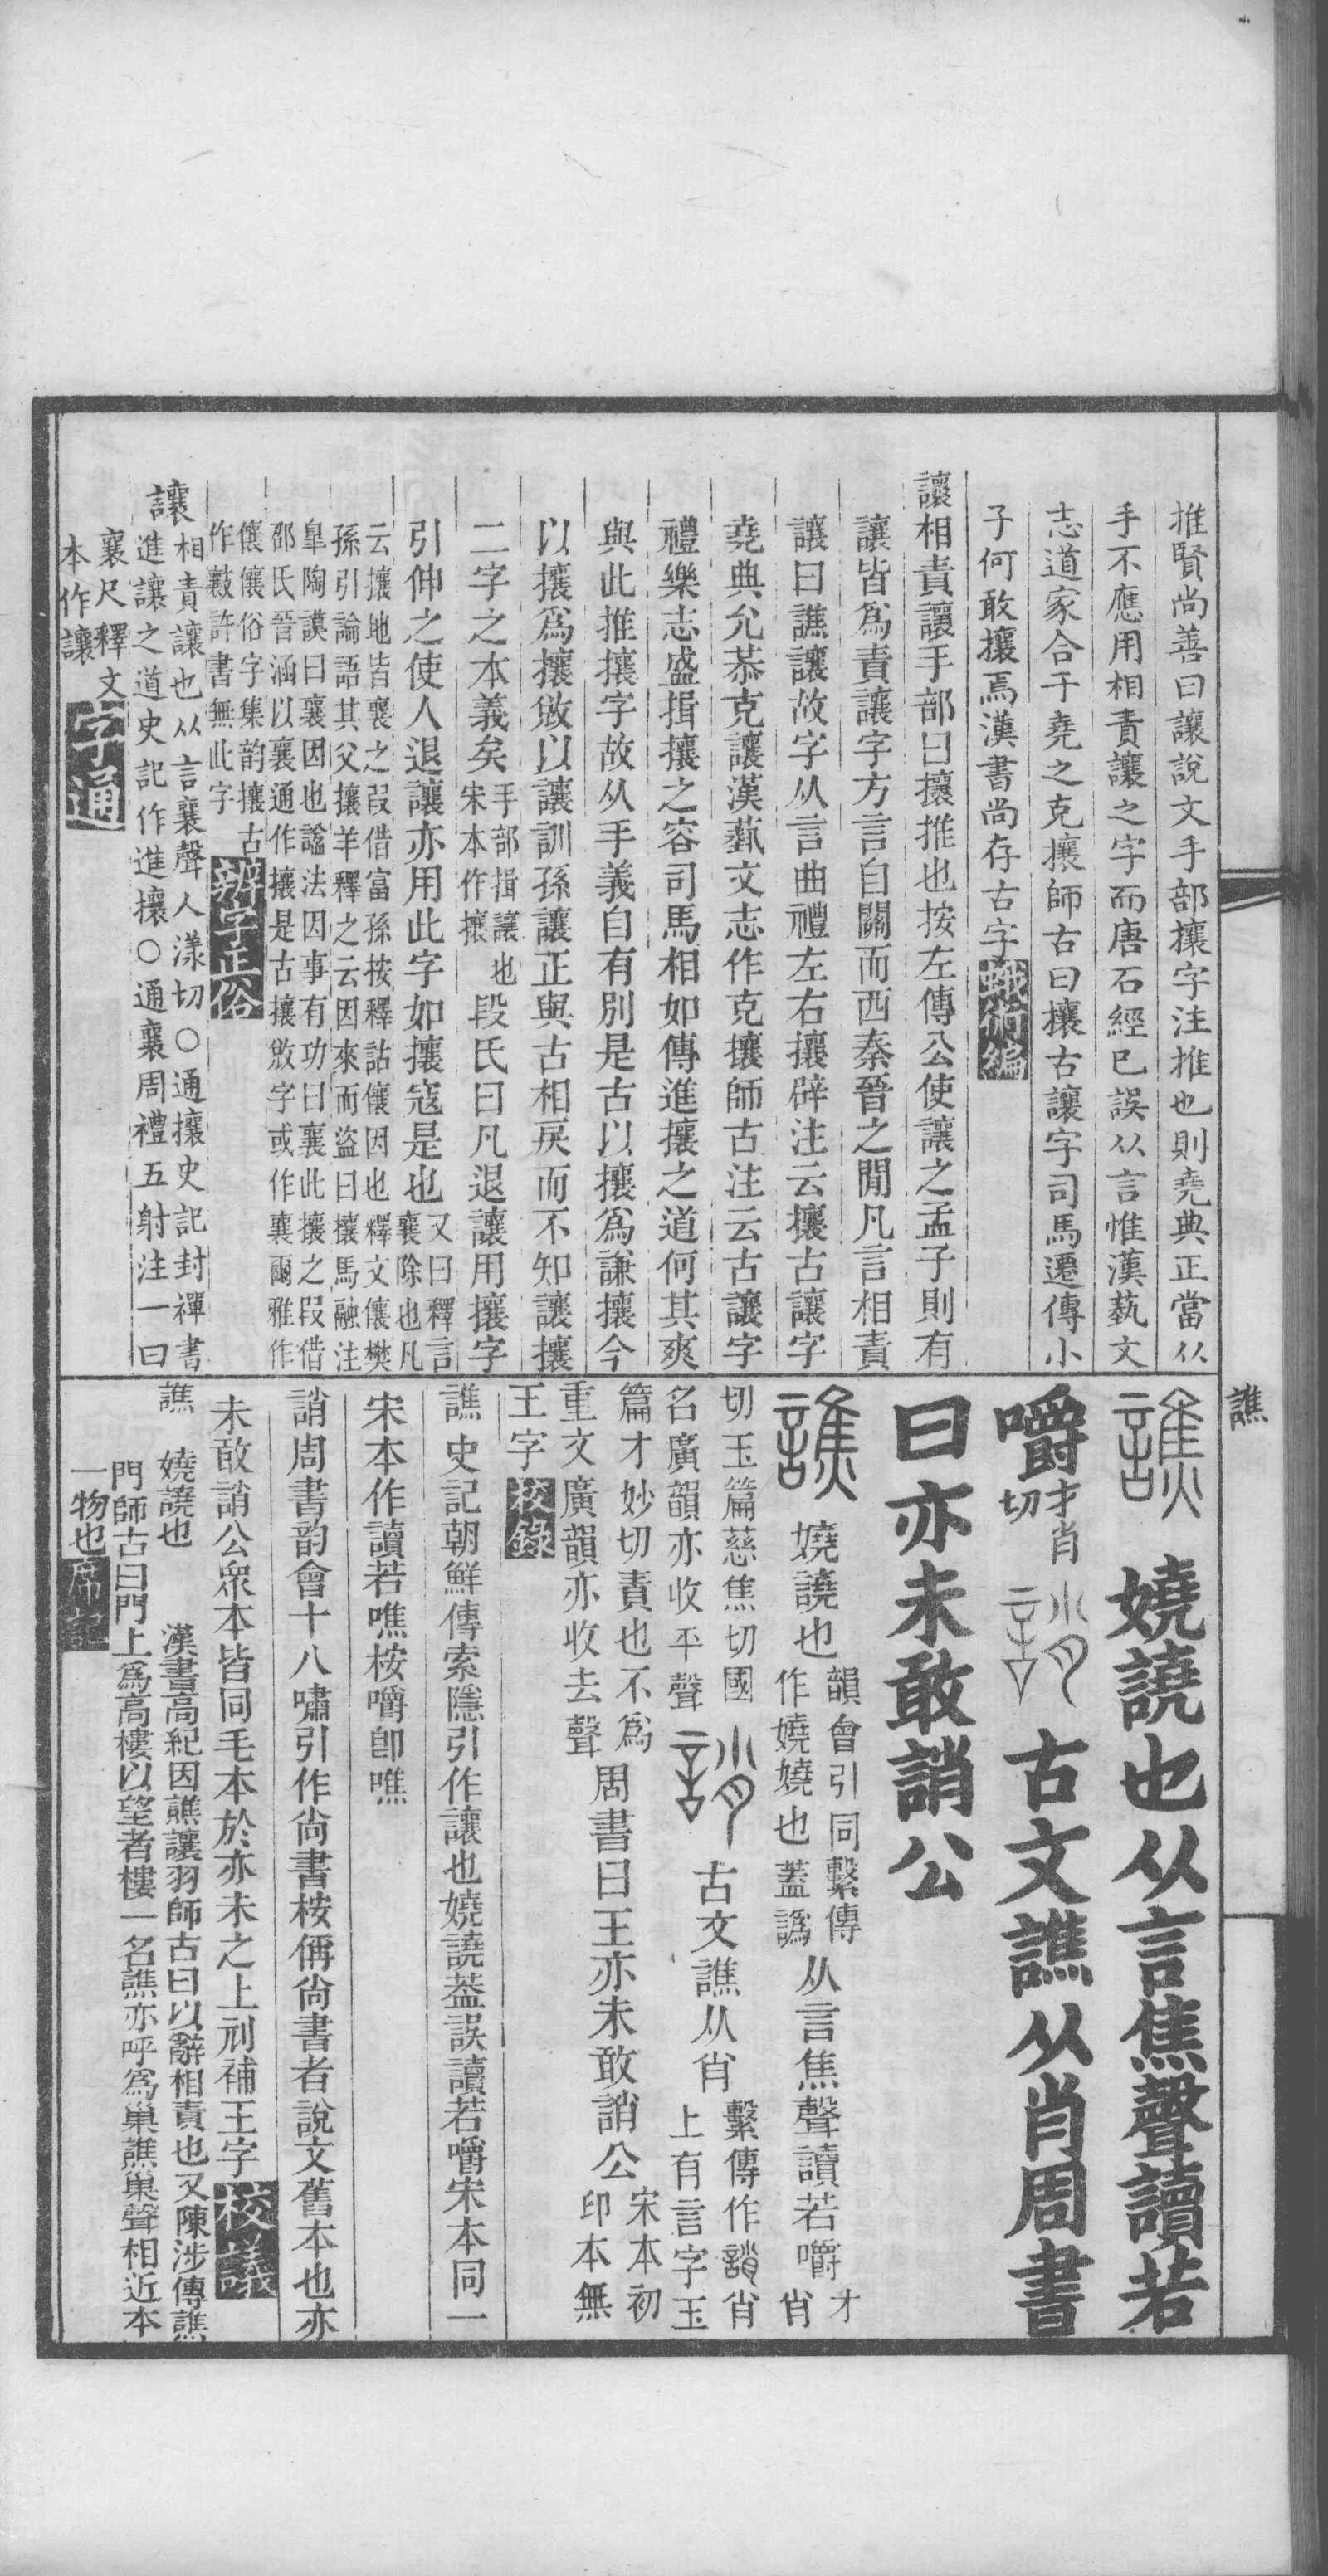 推賢尚善曰讓說文手部攘字注推也則堯典正當从
手不應用相責讓之字而唐石經已誤从言惟漢藝文
志道家合于堯之克攘師古曰攘古讓字司馬遷傳小
子何敢攘焉漢書尚存古字蛾術編
讓相責讓手部曰攘推也按左傳公使讓之孟子則有
讓皆爲責讓字方言自關而西秦晉之閒凡言相責
讓曰譙讓故字从言曲禮左右攘辟注云攘古讓字
堯典允恭克讓漢蓺文志作克攘師古注云古讓字
禮樂志盛揖攘之容司馬相如傳進攘之道何其爽
與此推攘字故从手義自有別是古以攘爲謙攘今
以攘爲攘敓以讓訓孫讓正與古相戾而不知讓攘
二字之本義矣手部揖讓也
宋本作攘
段氏曰凡退讓用攘字
引伸之使人退讓亦用此字如攘寇是也又曰釋言
襄除也凡
云攘地皆襄之叚借富孫按釋詁儴因也釋文儴樊
孫引論語其父攘羊釋之云因來而盜曰攘馬融注
皐陶謨曰襄因也謚法因事有功曰襄此攘之叚借
邵氏晉涵以襄通作攘是古攘敓字或作襄爾雅作
儴儴俗字集韵攘古
作㪮許書無此字
辨字正俗
讓
相責讓也从言襄聲人漾切○通攘史記封禪書
進讓之道史記作進攘○通襄周禮五射注一曰
襄尺釋文
本作讓
字通
譙
譙 嬈譊也从言焦聲讀若
嚼才肖
切
誚 古文譙从肖周書
曰亦未敢誚公
譙 嬈譊也韻會引同繫傳
作嬈嬈也蓋譌
从言焦聲讀若嚼才
肖
切玉篇慈焦切國
名廣韻亦收平聲
誚 古文譙从肖繫傳作䛮肖
上有言字玉
篇才妙切責也不爲
重文廣韻亦收去聲
周書曰王亦未敢誚公宋本初
印本無
王字校錄
譙 史記朝鮮傳索隱引作讓也嬈譊葢誤讀若嚼宋本同一
宋本作讀若噍桉嚼卽噍
誚周書韵會十八嘯引作尚書桉偁尚書者說文舊本也亦
未敢誚公眾本皆同毛本於亦未之上刓補王字校議
譙 嬈譊也 漢書高紀因譙讓羽師古曰以辭相責也又陳涉傳譙
門師古曰門上爲高樓以望者樓一名譙亦呼爲巢譙巢聲相近本
一物也席記